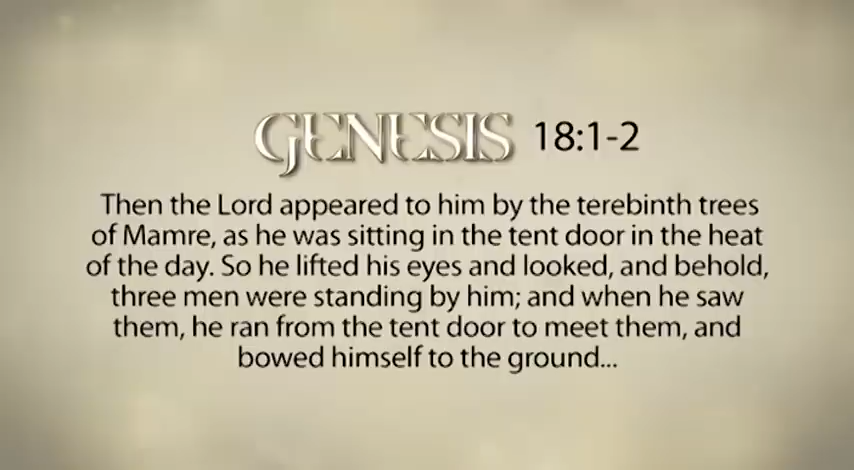 GENESIS 18:1-2
Then the Lord appeared to him by the terebinth trees
of Mamre, as he was sitting in the tent door in the heat
of the day. So he lifted his eyes and looked, and behold,
three men were standing by him; and when he saw
them, he ran from the tent door to meet them, and
bowed himself to the ground...